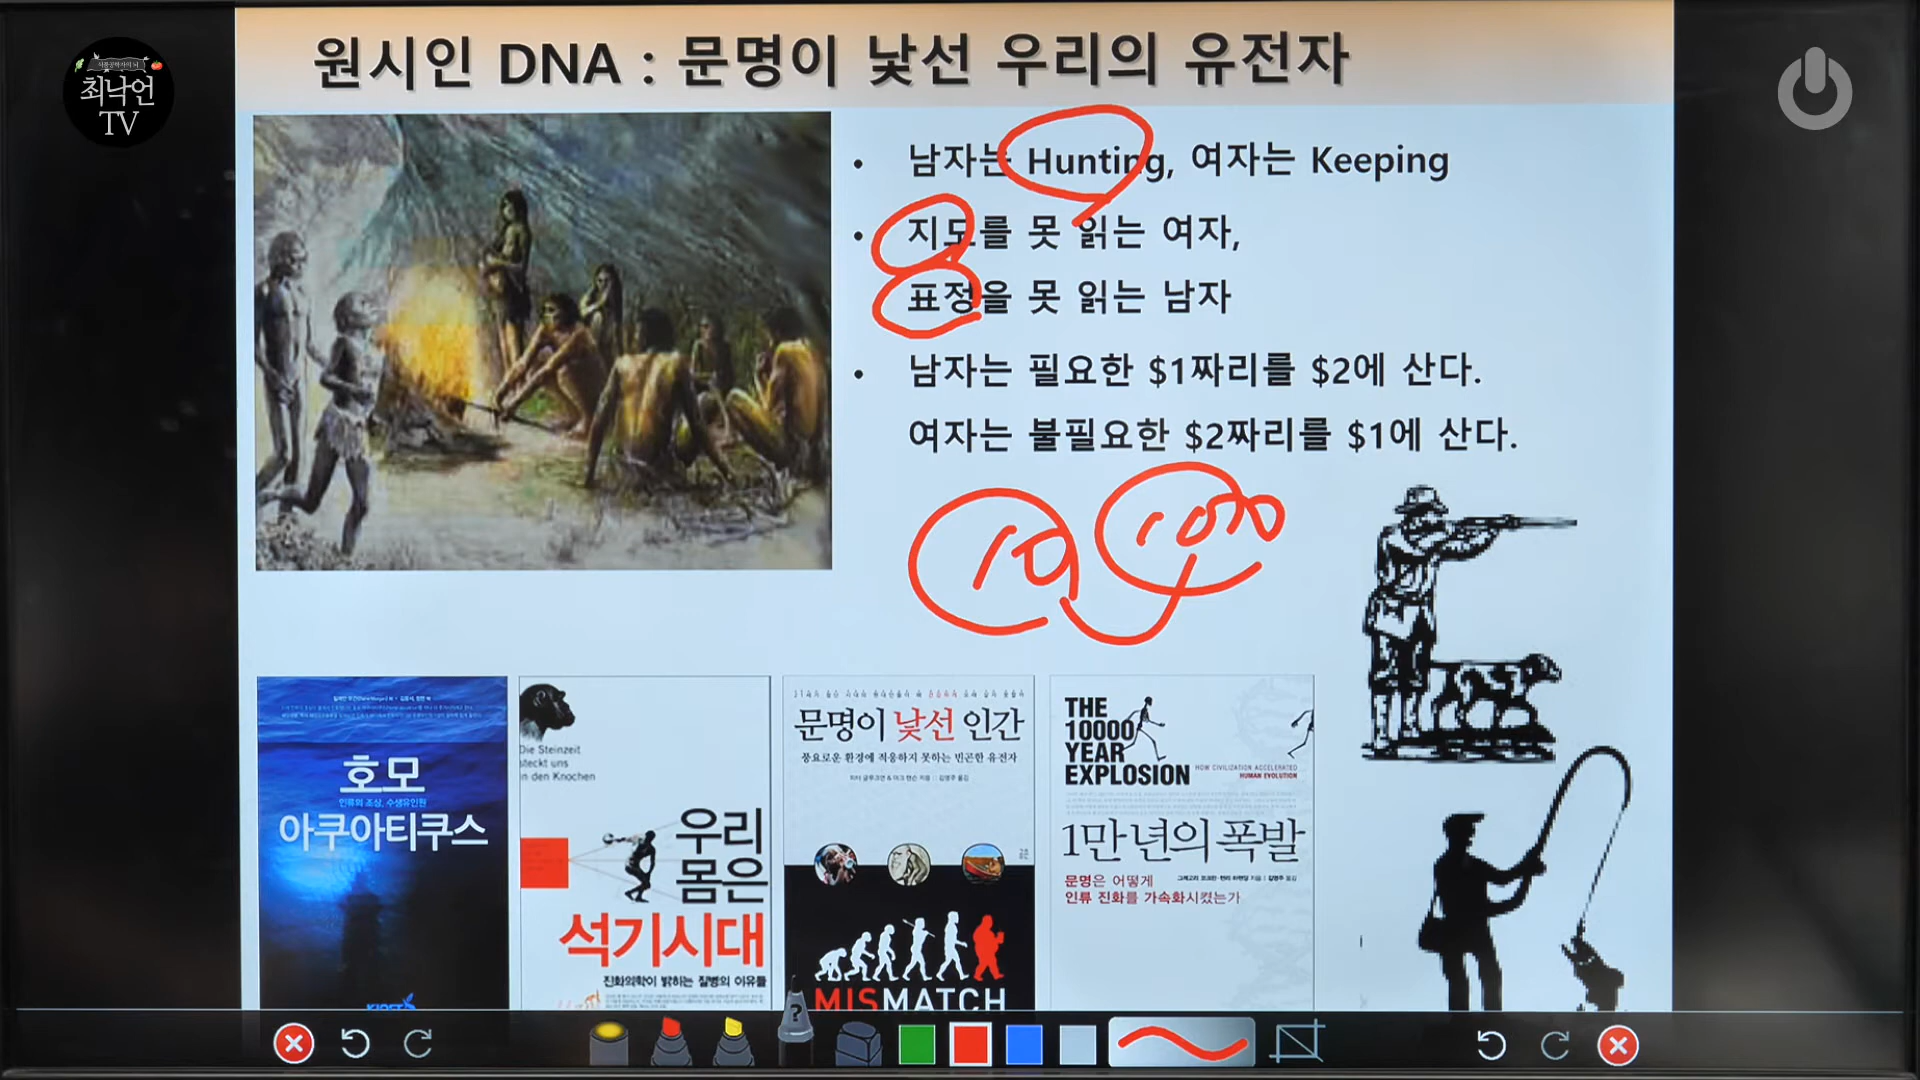 최낙언
TV
원시인 DNA : 문명이 낯선 우리의 유전자
• 남자는 Hunting, 여자는 Keeping
• 지도를 못 읽는 여자,
표정을 못 읽는 남자
• 남자는 필요한 $1짜리를 $2에 산다.
여자는 불필요한 $2짜리를 $1에 산다.
호모
인류의 조상, 수생유인원
아쿠아티쿠스
Die Steinzeit
steckt uns
in den Knochen
우리
몸은
석기시대
진화의학이 밝히는 질병의 이유들
문명이 낯선 인간
풍요로운 환경에 적응하지 못하는 빈곤한 유전자
MISMATCH
THE
10000
YEAR
EXPLOSION
HOW CIVILIZATION ACCELERATED
HUMAN EVOLUTION
1만 년의 폭발
문명은 어떻게
인류 진화를 가속화시켰는가
?